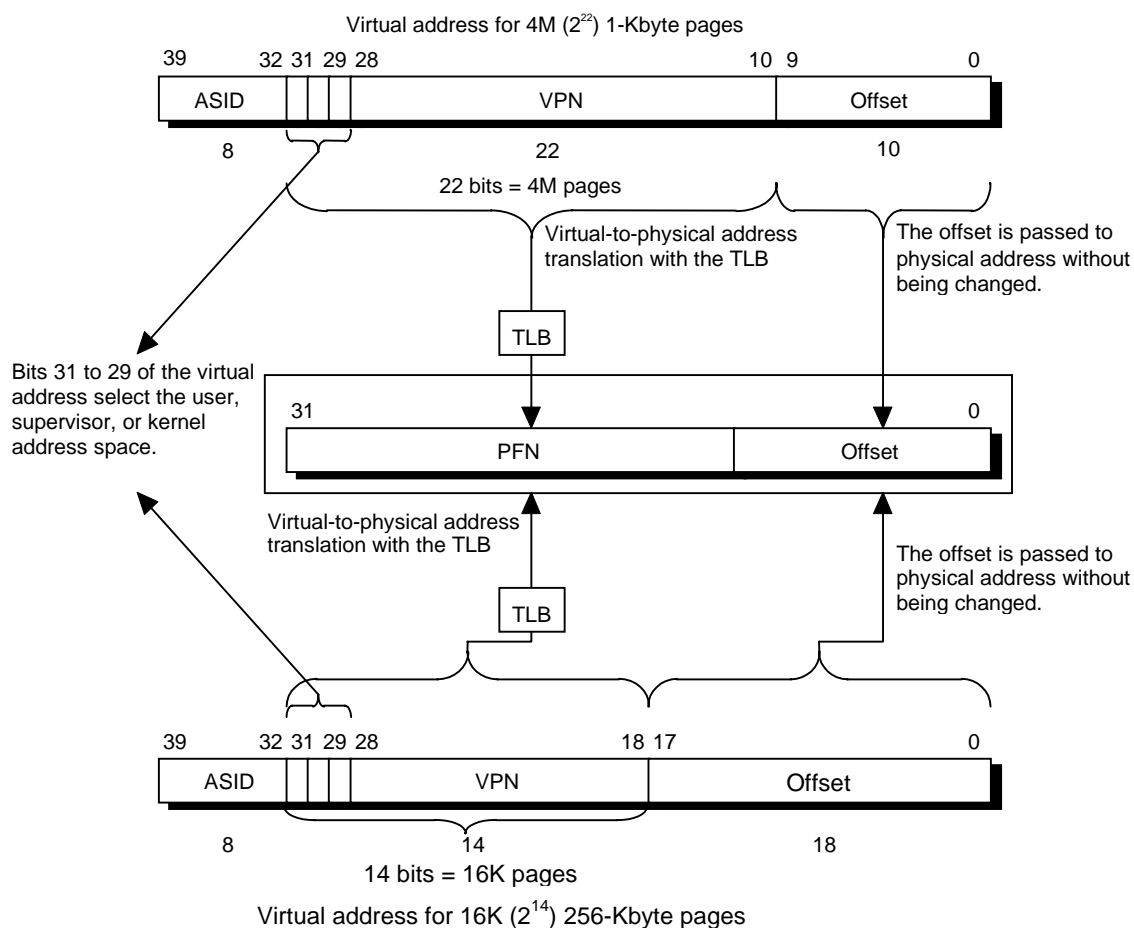 Virtual address for 4M (2²²) 1-Kbyte pages
39 32 31 29 28 10 9 0
ASID VPN Offset
8 22 10
22 bits = 4M pages
Virtual-to-physical address
translation with the TLB
The offset is passed to
physical address without
being changed.
TLB
Bits 31 to 29 of the virtual
address select the user,
supervisor, or kernel
address space.
31 0
PFN Offset
Virtual-to-physical address
translation with the TLB
The offset is passed to
physical address without
being changed.
TLB
39 32 31 29 28 18 17 0
ASID VPN Offset
8 14 18
14 bits = 16K pages
Virtual address for 16K (2¹⁴) 256-Kbyte pages